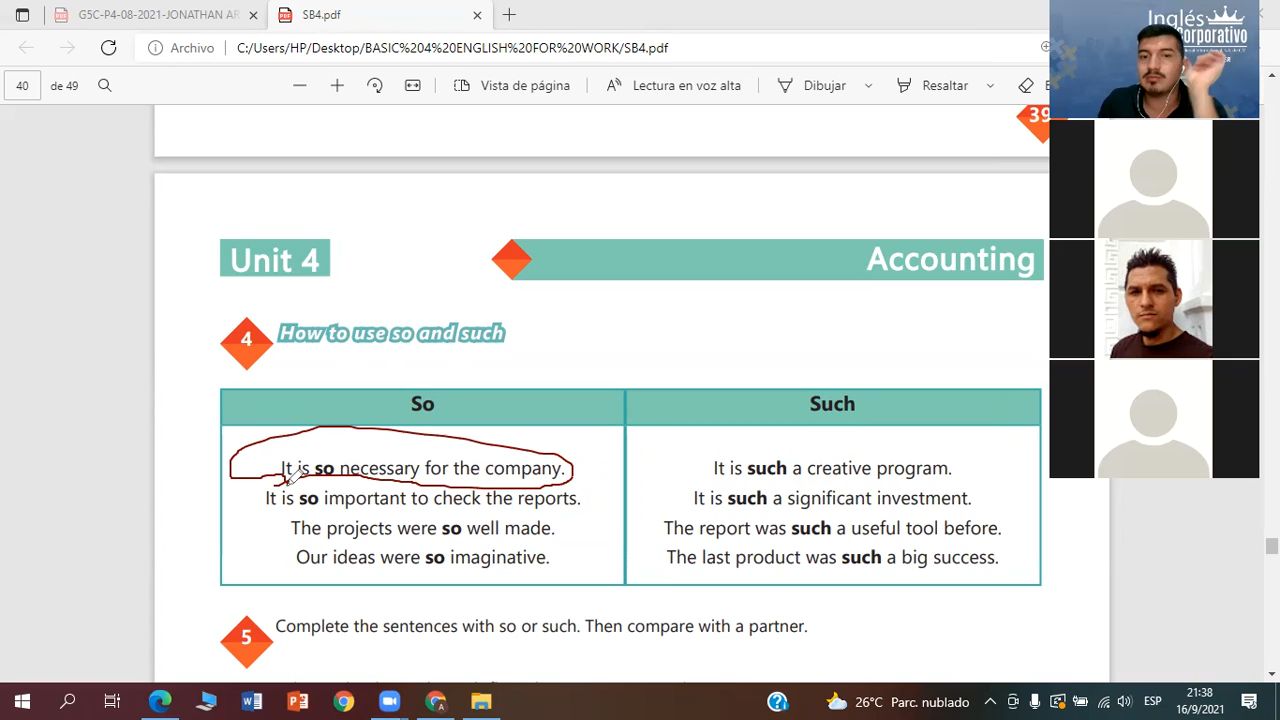 G5C-P4-08-2021-JONATHAN AR
SB4.pdf
Archivo
C:/Users/HP/Desktop/BASIC%204%20ENGLISH%20FOR%20WORK/SB4.pdf
40 de 49
Vista de página
Lectura en voz alta
Dibujar
Resaltar
Inglés
Corporativo
39
Unit 4
Accounting
4 How to use so and such
So Such
It is so necessary for the company. It is such a creative program.
It is so important to check the reports. It is such a significant investment.
The projects were so well made. The report was such a useful tool before.
Our ideas were so imaginative. The last product was such a big success.
5 Complete the sentences with so or such. Then compare with a partner.
26°C Parc. nublado
ESP
21:38
16/9/2021